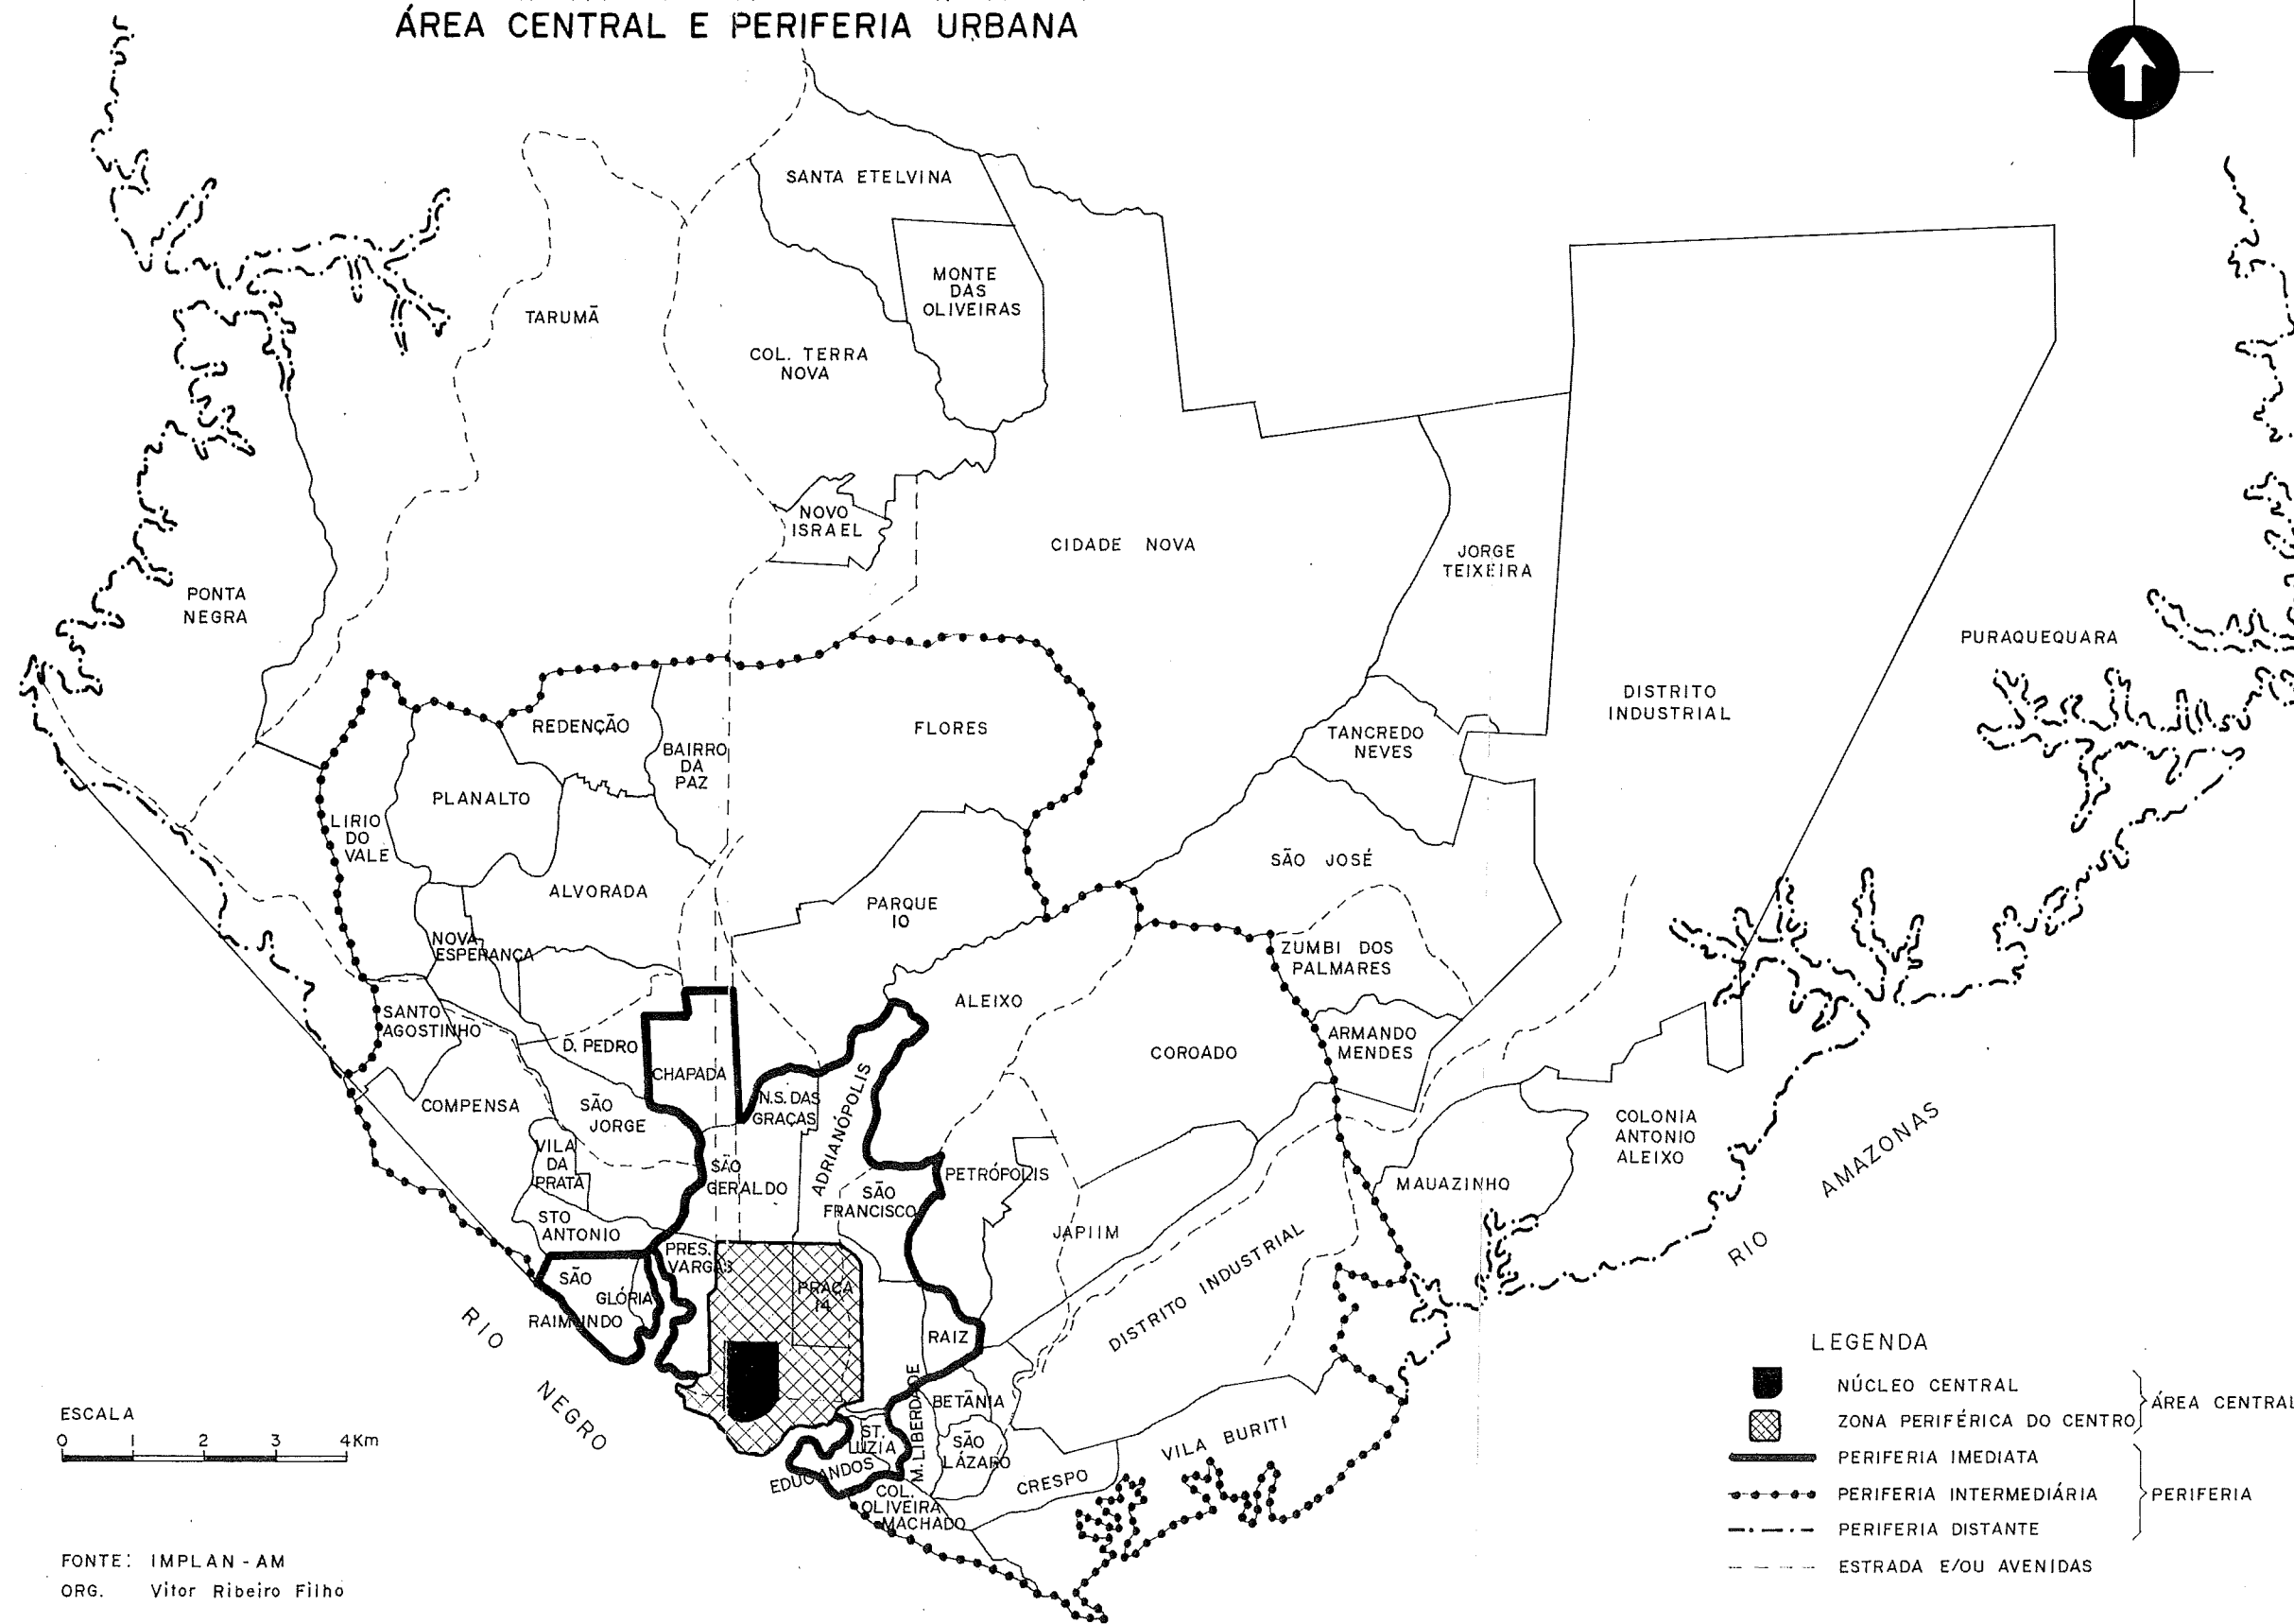 ÁREA CENTRAL E PERIFERIA URBANA
SANTA ETELVINA
MONTE
DAS
OLIVEIRAS
TARUMÃ
COL. TERRA
NOVA
NOVO
ISRAEL
CIDADE NOVA
JORGE
TEIXEIRA
PONTA
NEGRA
PURAQUEQUARA
DISTRITO
INDUSTRIAL
REDENÇÃO
FLORES
TANCREDO
NEVES
BAIRRO
DA
PAZ
PLANALTO
LIRIO
DO
VALE
SÃO JOSÉ
ALVORADA
PARQUE
10
NOVA
ESPERANÇA
ZUMBI DOS
PALMARES
ALEIXO
SANTO
AGOSTINHO
D. PEDRO
ARMANDO
MENDES
COROADO
CHAPADA
COMPENSA
SÃO
JORGE
N.S. DAS
GRAÇAS
ADRIANÓPOLIS
COLONIA
ANTONIO
ALEIXO
VILA
DA
PRATA
SÃO
GERALDO
PETRÓPOLIS
MAUAZINHO
SÃO
FRANCISCO
STO
ANTONIO
JAPIIM
PRES.
VARGAS
SÃO
RAIMUNDO
GLÓRIA
PRAÇA
14
DISTRITO INDUSTRIAL
RIO AMAZONAS
RAIZ
RIO NEGRO
BETÂNIA
M. LIBERDADE
ST.
LUZIA
SÃO
LÁZARO
EDUCANDOS
VILA BURITI
CRESPO
COL.
OLIVEIRA
MACHADO
LEGENDA
NÚCLEO CENTRAL
ZONA PERIFÉRICA DO CENTRO
ÁREA CENTRAL
PERIFERIA IMEDIATA
PERIFERIA INTERMEDIÁRIA
PERIFERIA
PERIFERIA DISTANTE
ESTRADA E/OU AVENIDAS
ESCALA
0 1 2 3 4Km
FONTE: IMPLAN - AM
ORG. Vitor Ribeiro Filho